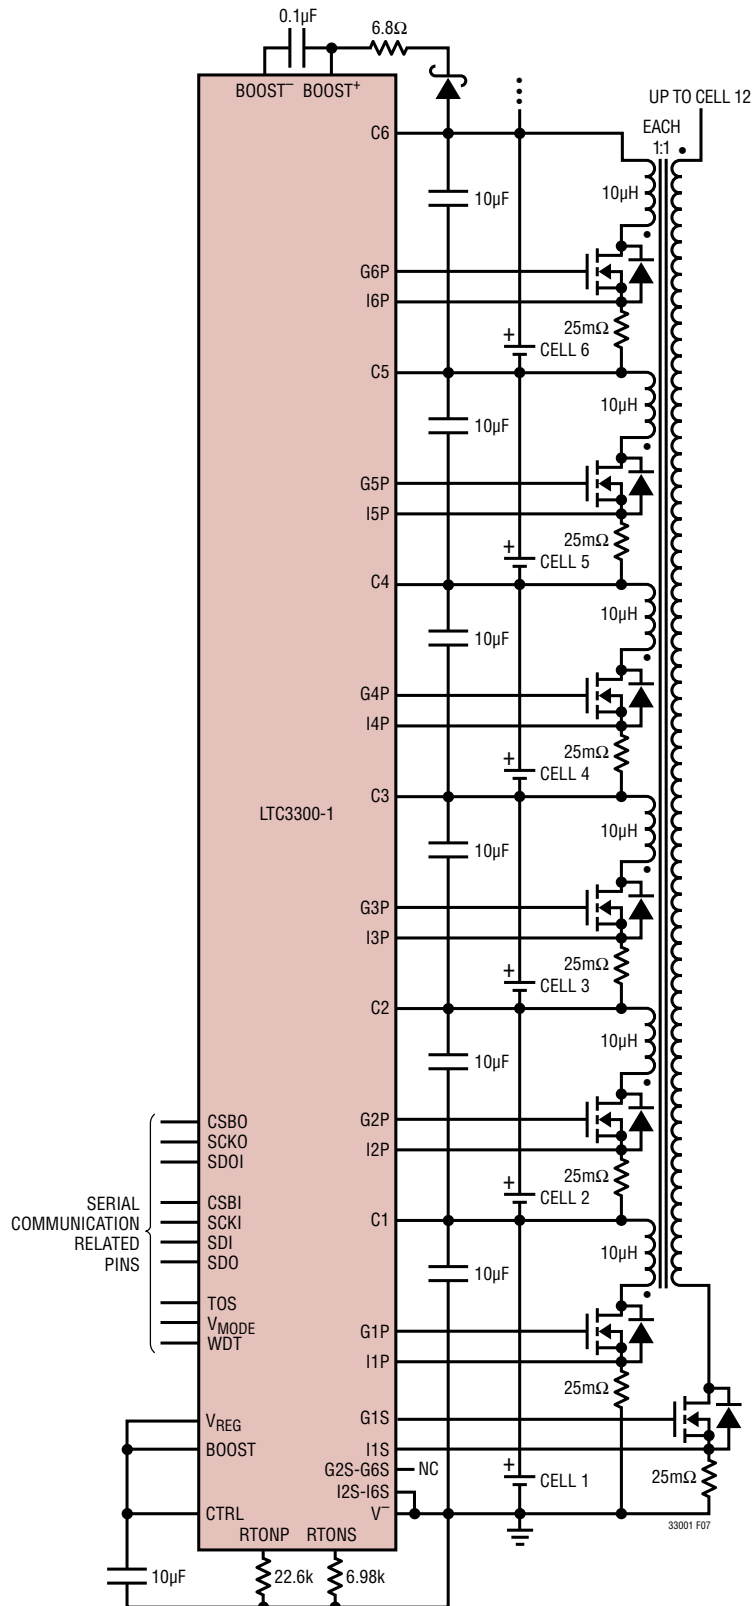 0.1µF
6.8Ω
BOOST⁻ BOOST⁺
UP TO CELL 12
C6
EACH
1:1
10µH
10µF
G6P
I6P
25mΩ
CELL 6
+
C5
10µH
10µF
G5P
I5P
25mΩ
+
CELL 5
C4
10µH
10µF
G4P
I4P
25mΩ
+
CELL 4
C3
LTC3300-1
10µH
10µF
G3P
I3P
25mΩ
+
CELL 3
C2
10µH
10µF
G2P
I2P
25mΩ
+
CELL 2
C1
10µH
10µF
G1P
I1P
25mΩ
G1S
I1S
G2S-G6S
NC
I2S-I6S
V⁻
+
CELL 1
25mΩ
33001 F07
SERIAL
COMMUNICATION
RELATED
PINS
CSBO
SCKO
SDOI
CSBI
SCKI
SDI
SDO
TOS
VMODE
WDT
VREG
BOOST
CTRL
RTONP RTONS
10µF
22.6k
6.98k